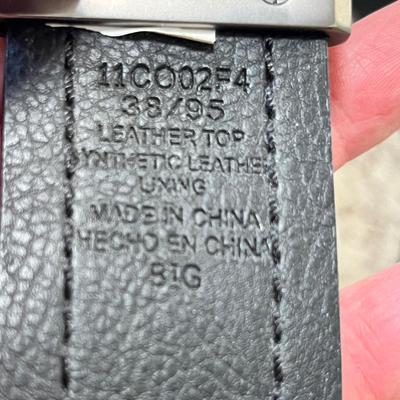 11CO02F4
38/95
LEATHER TOP
SYNTHETIC LEATHER
LINING
MADE IN CHINA
HECHO EN CHINA
BIG